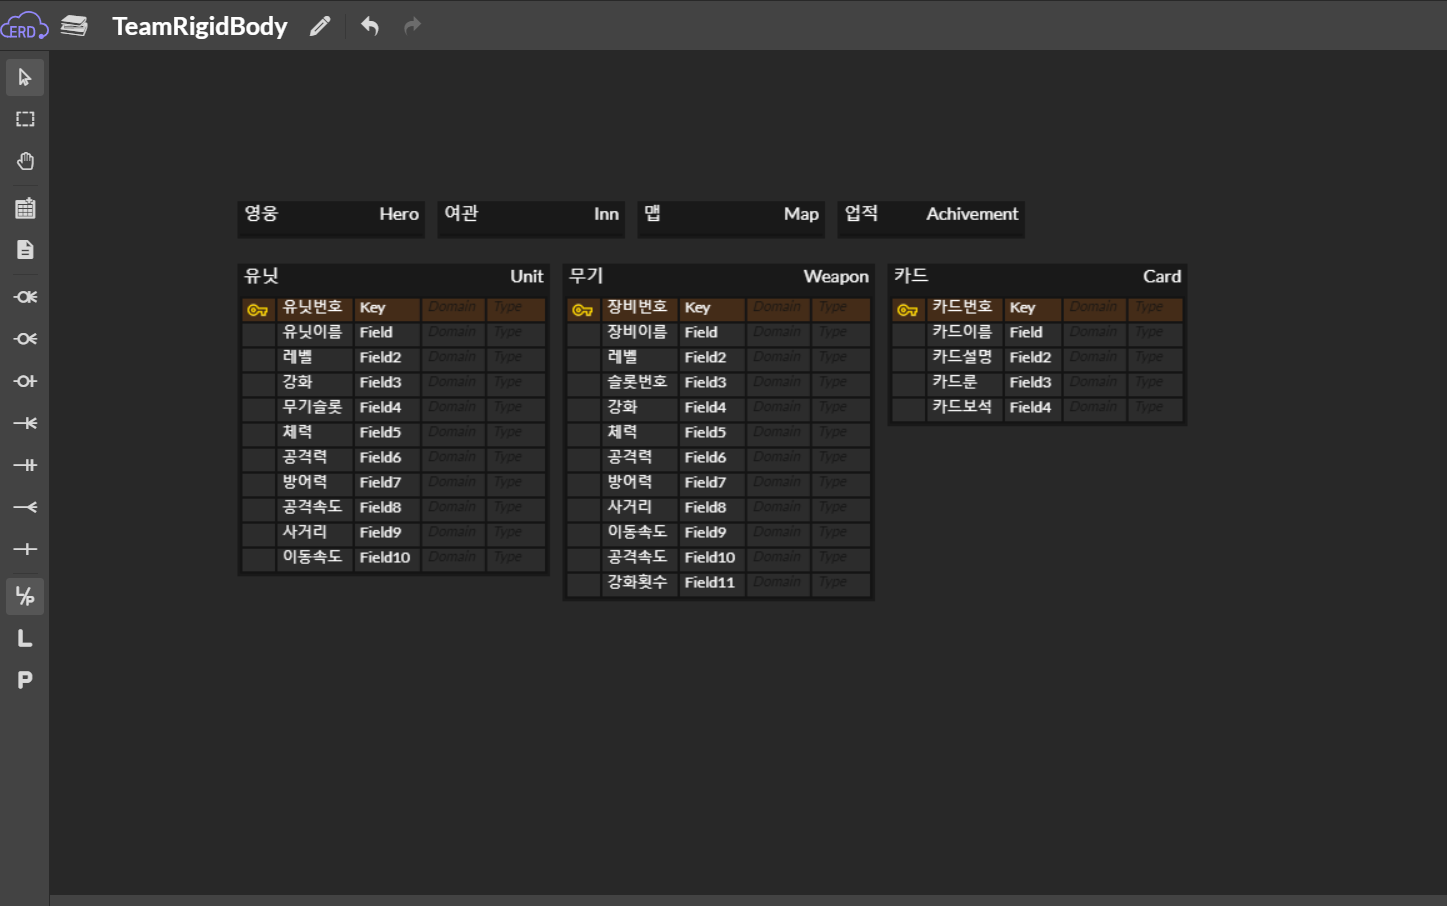 ERD
TeamRigidBody
영웅 Hero
여관 Inn
맵 Map
업적 Achivement
유닛 Unit
유닛번호 Key Domain Type
유닛이름 Field Domain Type
레벨 Field2 Domain Type
강화 Field3 Domain Type
무기슬롯 Field4 Domain Type
체력 Field5 Domain Type
공격력 Field6 Domain Type
방어력 Field7 Domain Type
공격속도 Field8 Domain Type
사거리 Field9 Domain Type
이동속도 Field10 Domain Type
무기 Weapon
장비번호 Key Domain Type
장비이름 Field Domain Type
레벨 Field2 Domain Type
슬롯번호 Field3 Domain Type
강화 Field4 Domain Type
체력 Field5 Domain Type
공격력 Field6 Domain Type
방어력 Field7 Domain Type
사거리 Field8 Domain Type
이동속도 Field9 Domain Type
공격속도 Field10 Domain Type
강화횟수 Field11 Domain Type
카드 Card
카드번호 Key Domain Type
카드이름 Field Domain Type
카드설명 Field2 Domain Type
카드룬 Field3 Domain Type
카드보석 Field4 Domain Type
L/P
L
P